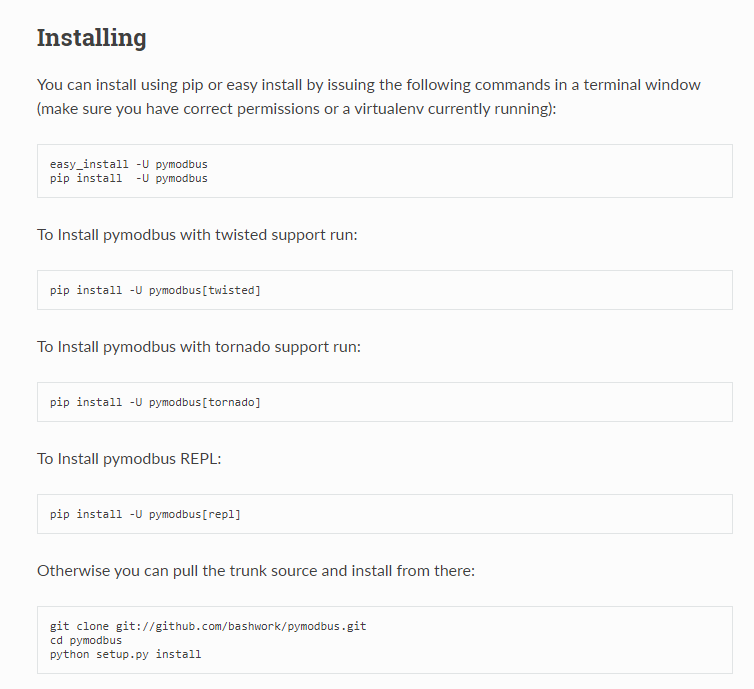 Installing
You can install using pip or easy install by issuing the following commands in a terminal window
(make sure you have correct permissions or a virtualenv currently running):
easy_install -U pymodbus
pip install  -U pymodbus
To Install pymodbus with twisted support run:
pip install -U pymodbus[twisted]
To Install pymodbus with tornado support run:
pip install -U pymodbus[tornado]
To Install pymodbus REPL:
pip install -U pymodbus[repl]
Otherwise you can pull the trunk source and install from there:
git clone git://github.com/bashwork/pymodbus.git
cd pymodbus
python setup.py install